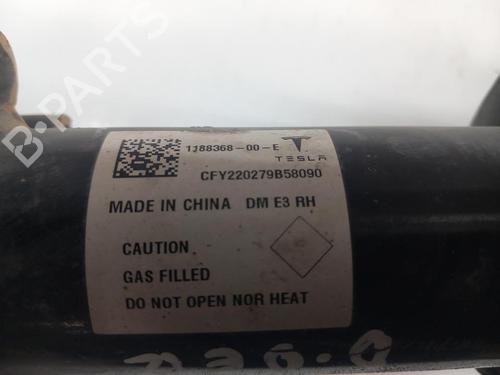 1188368-00-E
TESLA
CFY220279B58090
MADE IN CHINA DM E3 RH
CAUTION
GAS FILLED
DO NOT OPEN NOR HEAT
B-PARTS